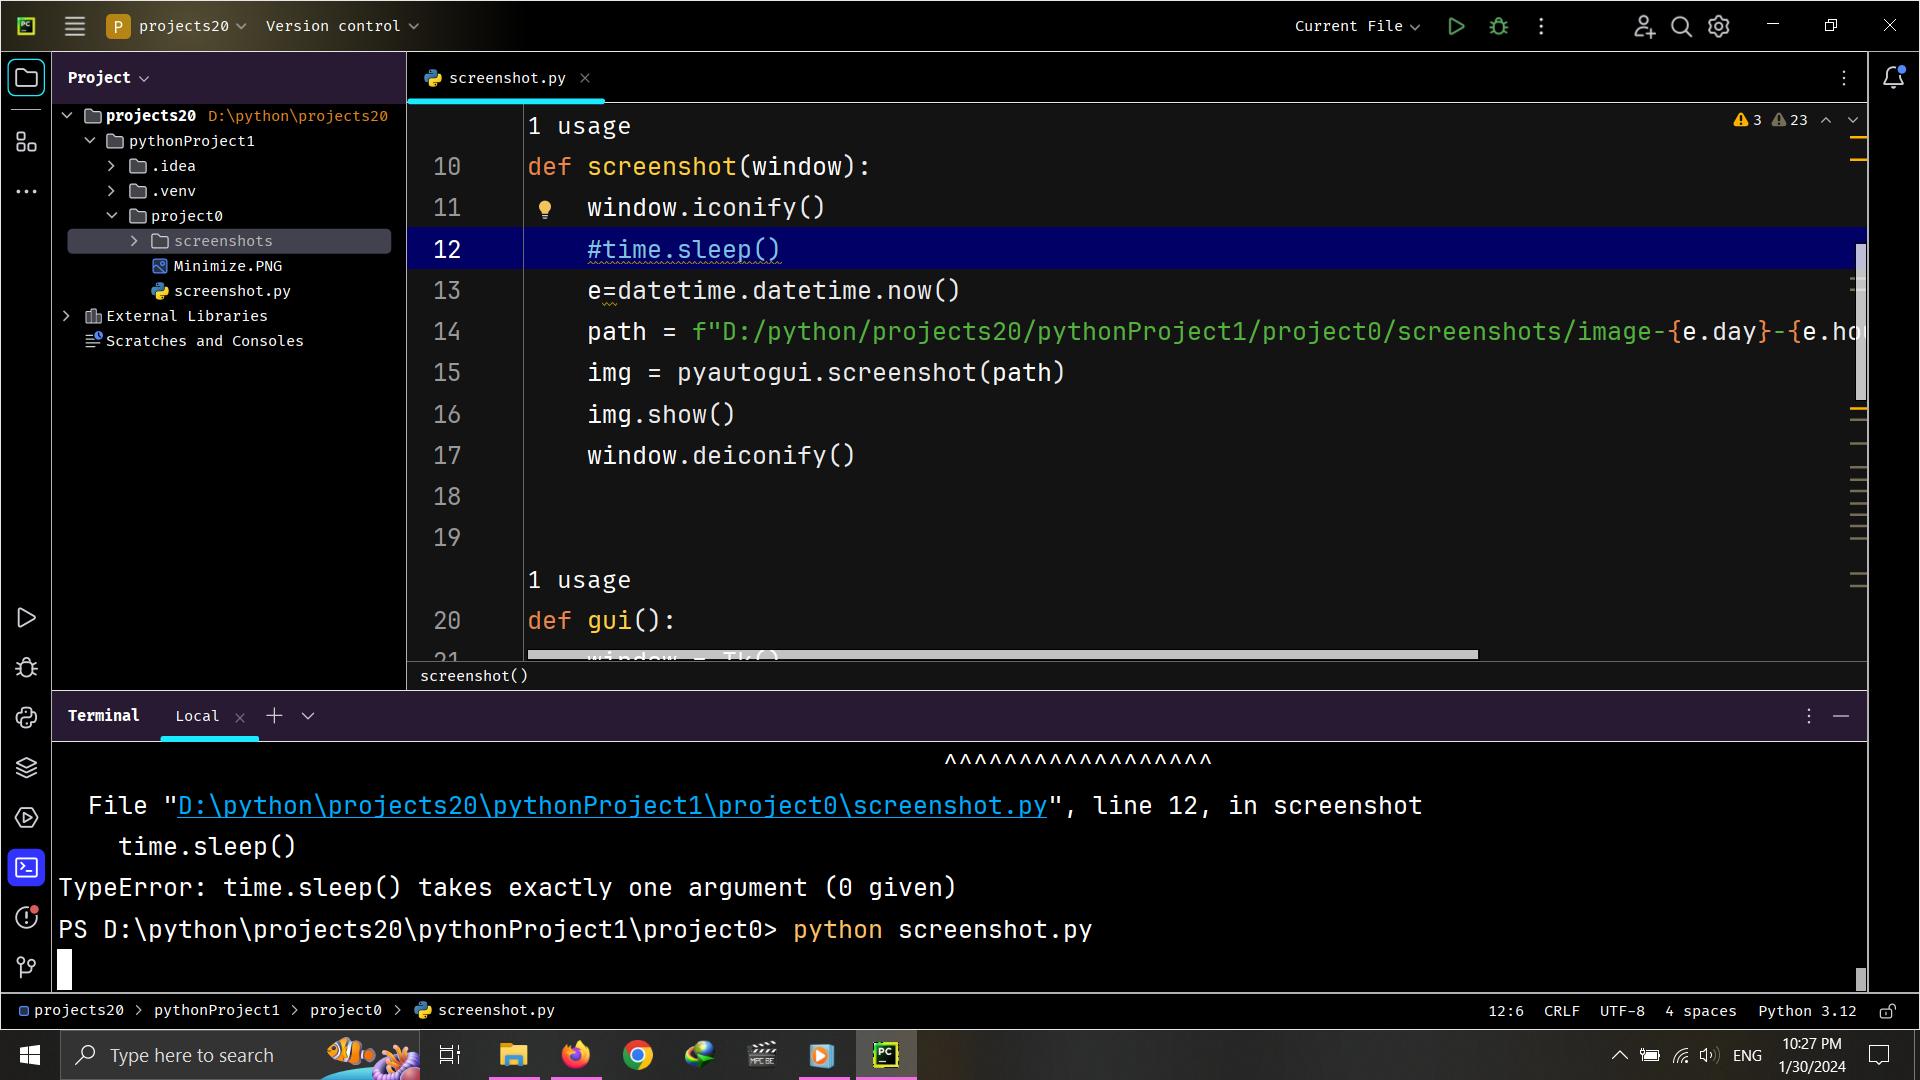 PC P projects20 Version control Current File
Project
screenshot.py
projects20 D:\python\projects20
pythonProject1
.idea
.venv
project0
screenshots
Minimize.PNG
screenshot.py
External Libraries
Scratches and Consoles
3 23
1 usage
10 def screenshot(window):
11 window.iconify()
12 #time.sleep()
13 e=datetime.datetime.now()
14 path = f"D:/python/projects20/pythonProject1/project0/screenshots/image-{e.day}-{e.ho
15 img = pyautogui.screenshot(path)
16 img.show()
17 window.deiconify()
18
19
1 usage
20 def gui():
21 window = Tk()
screenshot()
Terminal Local
^^^^^^^^^^^^^^^^^^
File "D:\python\projects20\pythonProject1\project0\screenshot.py", line 12, in screenshot
time.sleep()
TypeError: time.sleep() takes exactly one argument (0 given)
PS D:\python\projects20\pythonProject1\project0> python screenshot.py
projects20 > pythonProject1 > project0 > screenshot.py 12:6 CRLF UTF-8 4 spaces Python 3.12
Type here to search
MPC BE
PC
ENG
10:27 PM
1/30/2024